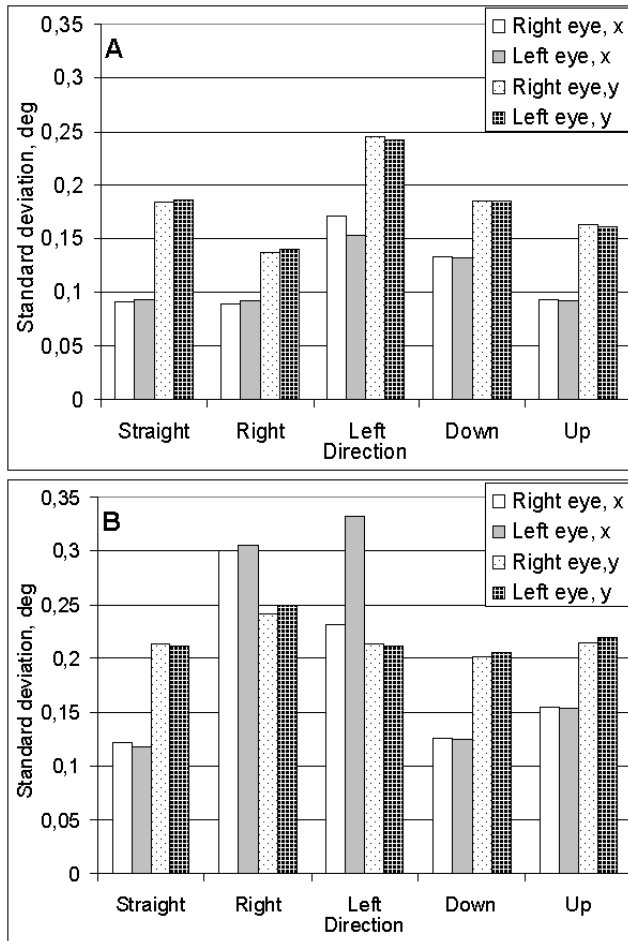 A
Right eye, x
Left eye, x
Right eye,y
Left eye, y
Standard deviation, deg
0,35
0,3
0,25
0,2
0,15
0,1
0,05
0
Straight Right Left Down Up
Direction
B
Right eye, x
Left eye, x
Right eye,y
Left eye, y
Standard deviation, deg
0,35
0,3
0,25
0,2
0,15
0,1
0,05
0
Straight Right Left Down Up
Direction